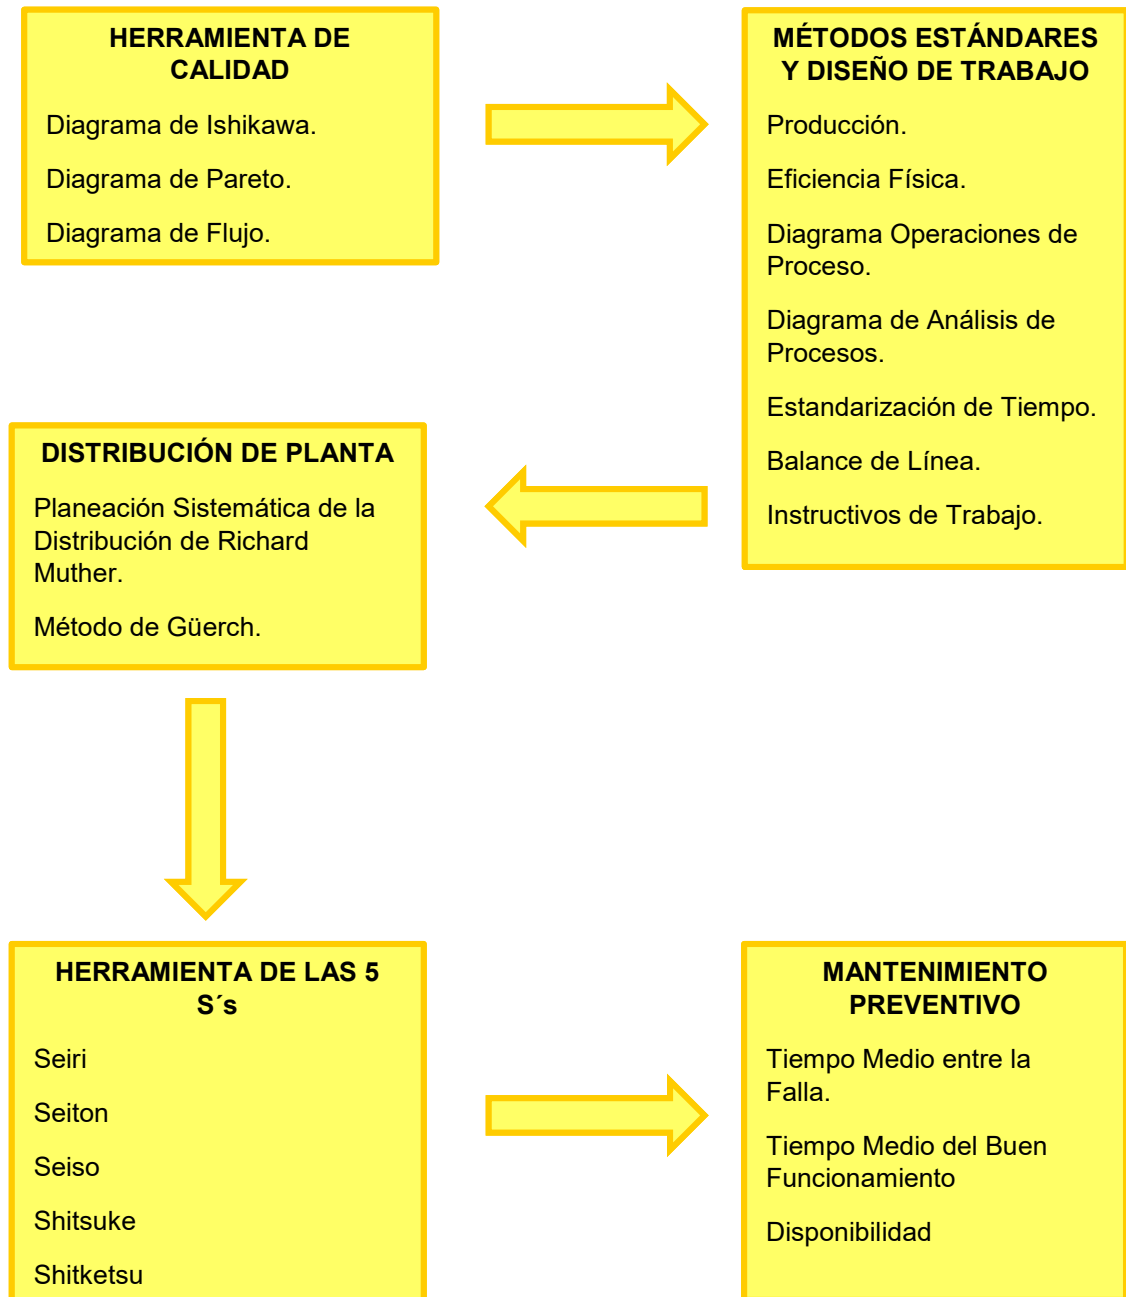 HERRAMIENTA DE
CALIDAD
Diagrama de Ishikawa.
Diagrama de Pareto.
Diagrama de Flujo.
MÉTODOS ESTÁNDARES
Y DISEÑO DE TRABAJO
Producción.
Eficiencia Física.
Diagrama Operaciones de
Proceso.
Diagrama de Análisis de
Procesos.
Estandarización de Tiempo.
Balance de Línea.
Instructivos de Trabajo.
DISTRIBUCIÓN DE PLANTA
Planeación Sistemática de la
Distribución de Richard
Muther.
Método de Güerch.
HERRAMIENTA DE LAS 5
S´s
Seiri
Seiton
Seiso
Shitsuke
Shitketsu
MANTENIMIENTO
PREVENTIVO
Tiempo Medio entre la
Falla.
Tiempo Medio del Buen
Funcionamiento
Disponibilidad